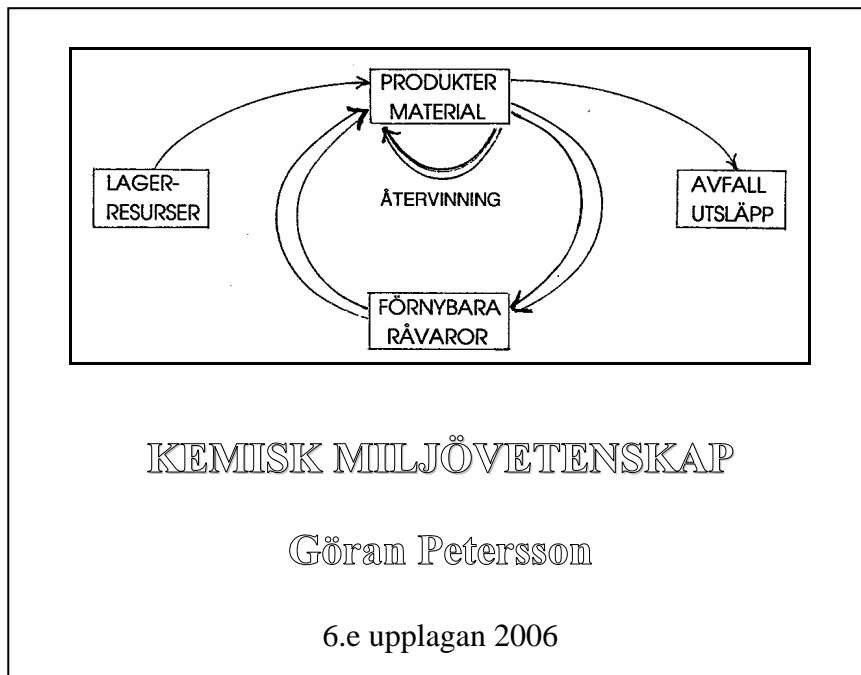 PRODUKTER
MATERIAL
LAGER-
RESURSER
ÅTERVINNING
AVFALL
UTSLÄPP
FÖRNYBARA
RÅVAROR
KEMISK MILJÖVETENSKAP
Göran Petersson
6.e upplagan 2006